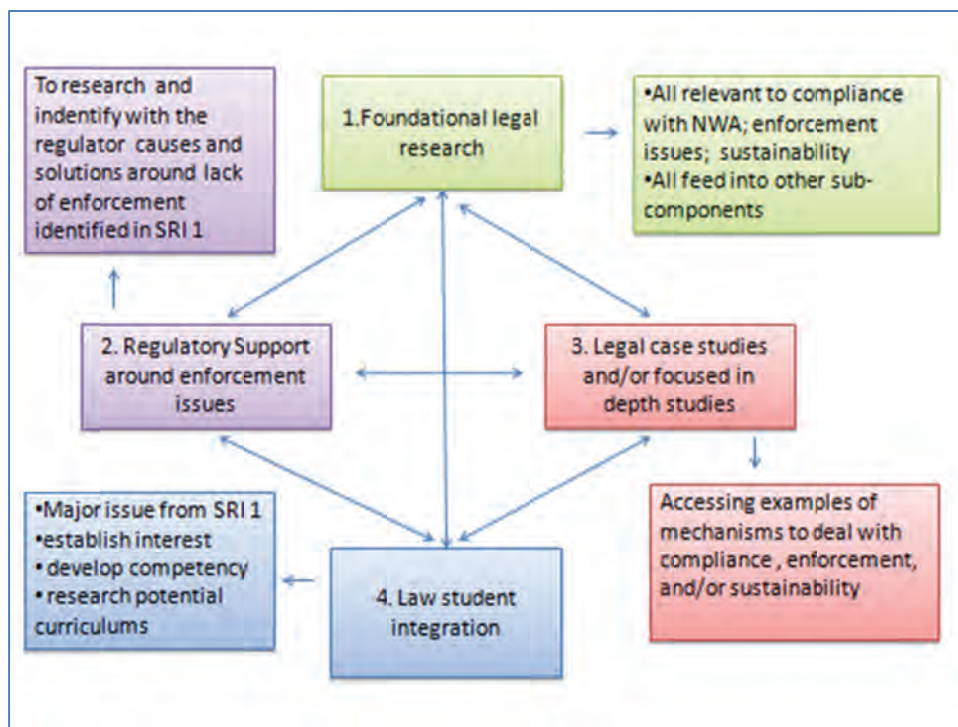 To research and
indentify with the
regulator causes and
solutions around lack
of enforcement
identified in SRI 1
1.Foundational legal
research
•All relevant to compliance
with NWA; enforcement
issues; sustainability
•All feed into other sub-
components
2. Regulatory Support
around enforcement
issues
3. Legal case studies
and/or focused in
depth studies
•Major issue from SRI 1
•establish interest
• develop competency
• research potential
curriculums
4. Law student
integration
Accessing examples of
mechanisms to deal with
compliance , enforcement,
and/or sustainability